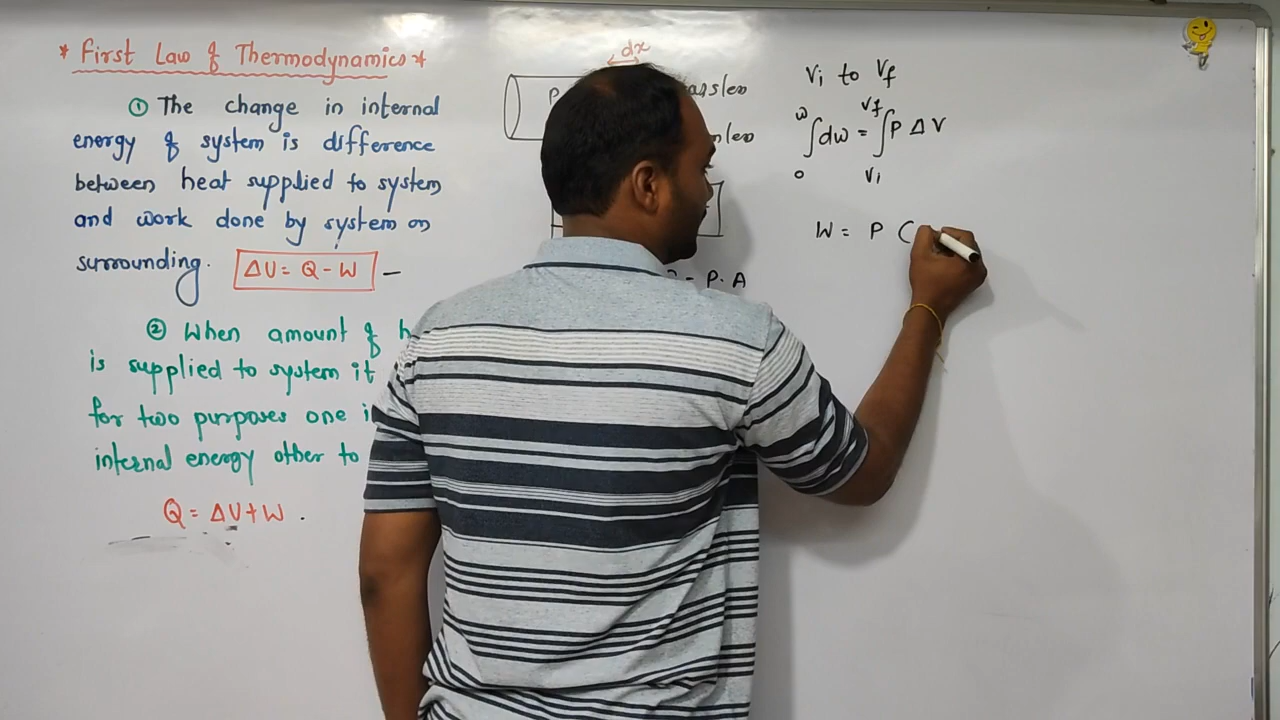 * First Law of Thermodynamics *
① The change in internal
energy of system is difference
between heat supplied to system
and work done by system on
surrounding. ΔU = Q - W —
② When amount of
is supplied to system it
for two purposes one
internal energy other to
Q = ΔU + W .
dx
P
= P. A
Vi to Vf
w Vf
∫dw = ∫P Δ V
o Vi
W = P (